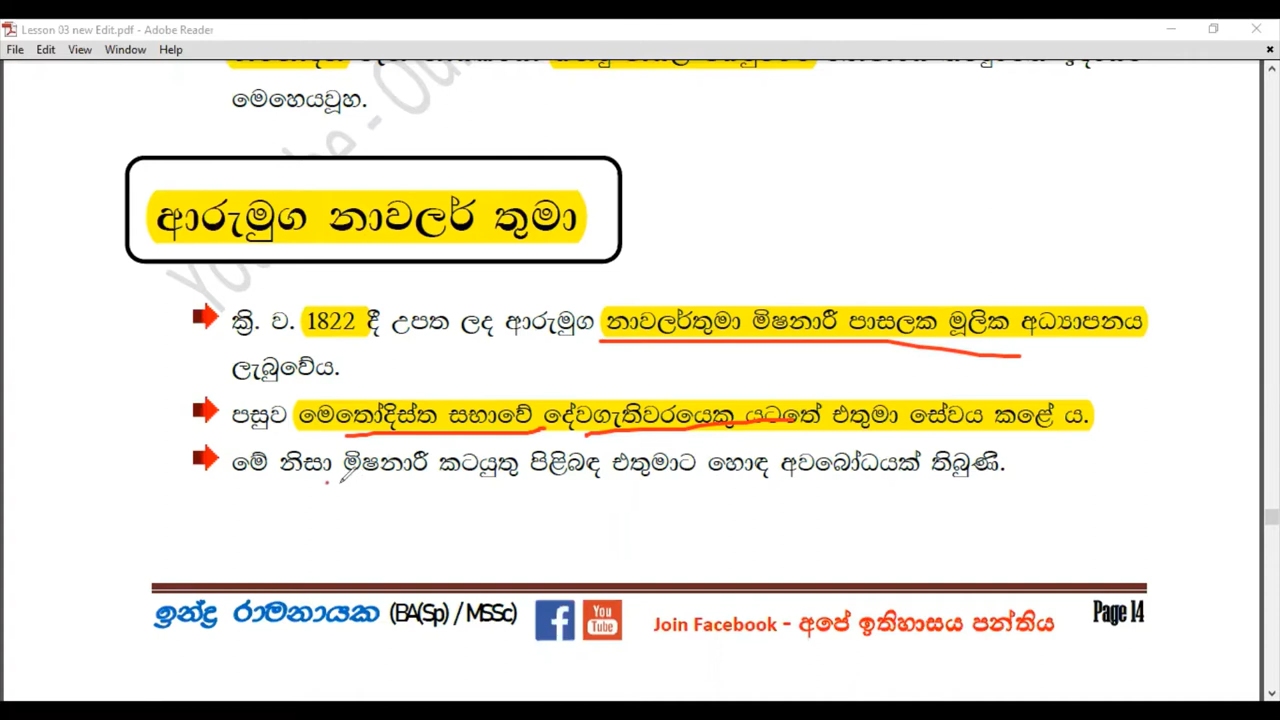 Lesson 03 new Edit.pdf - Adobe Reader
File Edit View Window Help
මෙහෙයවූහ.
ආරුමුග නාවලර් තුමා
ක්‍රි. ව. 1822 දී උපත ලද ආරුමුග නාවලර්තුමා මිෂනාරී පාසලක මූලික අධ්‍යාපනය
ලැබුවේය.
පසුව මෙතෝදිස්ත සභාවේ දේවගැතිවරයෙකු යටතේ එතුමා සේවය කළේ ය.
මේ නිසා මිෂනාරී කටයුතු පිළිබඳ එතුමාට හොඳ අවබෝධයක් තිබුණි.
ඉන්ද්‍ර රාමනායක (BA(Sp) / MSSc)
You
Tube
Join Facebook - අපේ ඉතිහාසය පන්තිය
Page 14